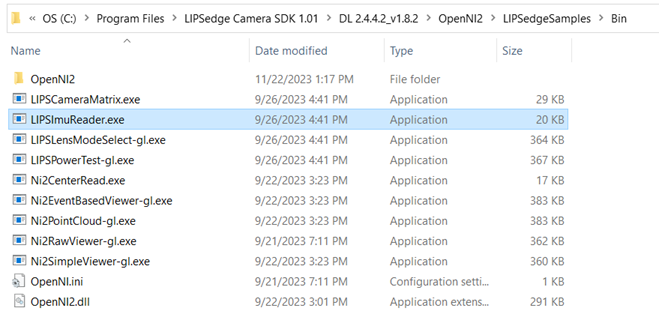 OS (C:) > Program Files > LIPSedge Camera SDK 1.01 > DL 2.4.4.2_v1.8.2 > OpenNI2 > LIPSedgeSamples > Bin
Name Date modified Type Size
OpenNI2 11/22/2023 1:17 PM File folder
LIPSCameraMatrix.exe 9/26/2023 4:41 PM Application 29 KB
LIPSImuReader.exe 9/26/2023 4:41 PM Application 20 KB
LIPSLensModeSelect-gl.exe 9/26/2023 4:41 PM Application 364 KB
LIPSPowerTest-gl.exe 9/26/2023 4:41 PM Application 367 KB
Ni2CenterRead.exe 9/22/2023 3:23 PM Application 17 KB
Ni2EventBasedViewer-gl.exe 9/22/2023 3:23 PM Application 383 KB
Ni2PointCloud-gl.exe 9/22/2023 3:23 PM Application 383 KB
Ni2RawViewer-gl.exe 9/21/2023 7:11 PM Application 362 KB
Ni2SimpleViewer-gl.exe 9/22/2023 3:23 PM Application 360 KB
OpenNI.ini 9/21/2023 7:11 PM Configuration setti... 1 KB
OpenNI2.dll 9/22/2023 3:01 PM Application exten... 291 KB